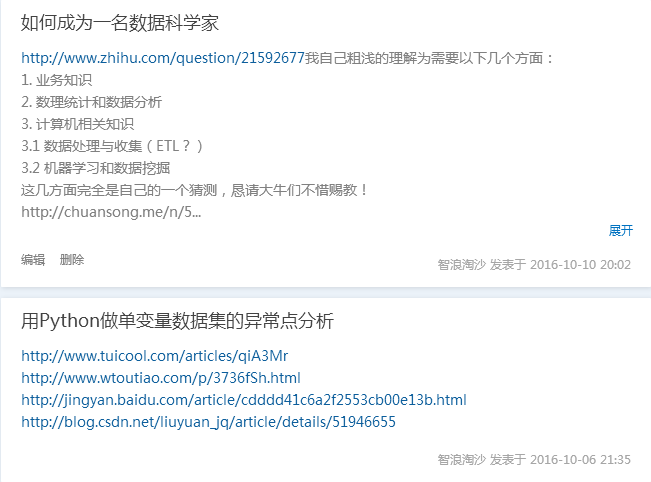 如何成为一名数据科学家
http://www.zhihu.com/question/21592677我自己粗浅的理解为需要以下几个方面：
1. 业务知识
2. 数理统计和数据分析
3. 计算机相关知识
3.1 数据处理与收集（ETL？）
3.2 机器学习和数据挖掘
这几方面完全是自己的一个猜测，恳请大牛们不惜赐教！
http://chuansong.me/n/5...
展开
编辑 删除
智浪淘沙 发表于 2016-10-10 20:02
用Python做单变量数据集的异常点分析
http://www.tuicool.com/articles/qiA3Mr
http://www.wtoutiao.com/p/3736fSh.html
http://jingyan.baidu.com/article/cdddd41c6a2f2553cb00e13b.html
http://blog.csdn.net/liuyuan_jq/article/details/51946655
智浪淘沙 发表于 2016-10-06 21:35